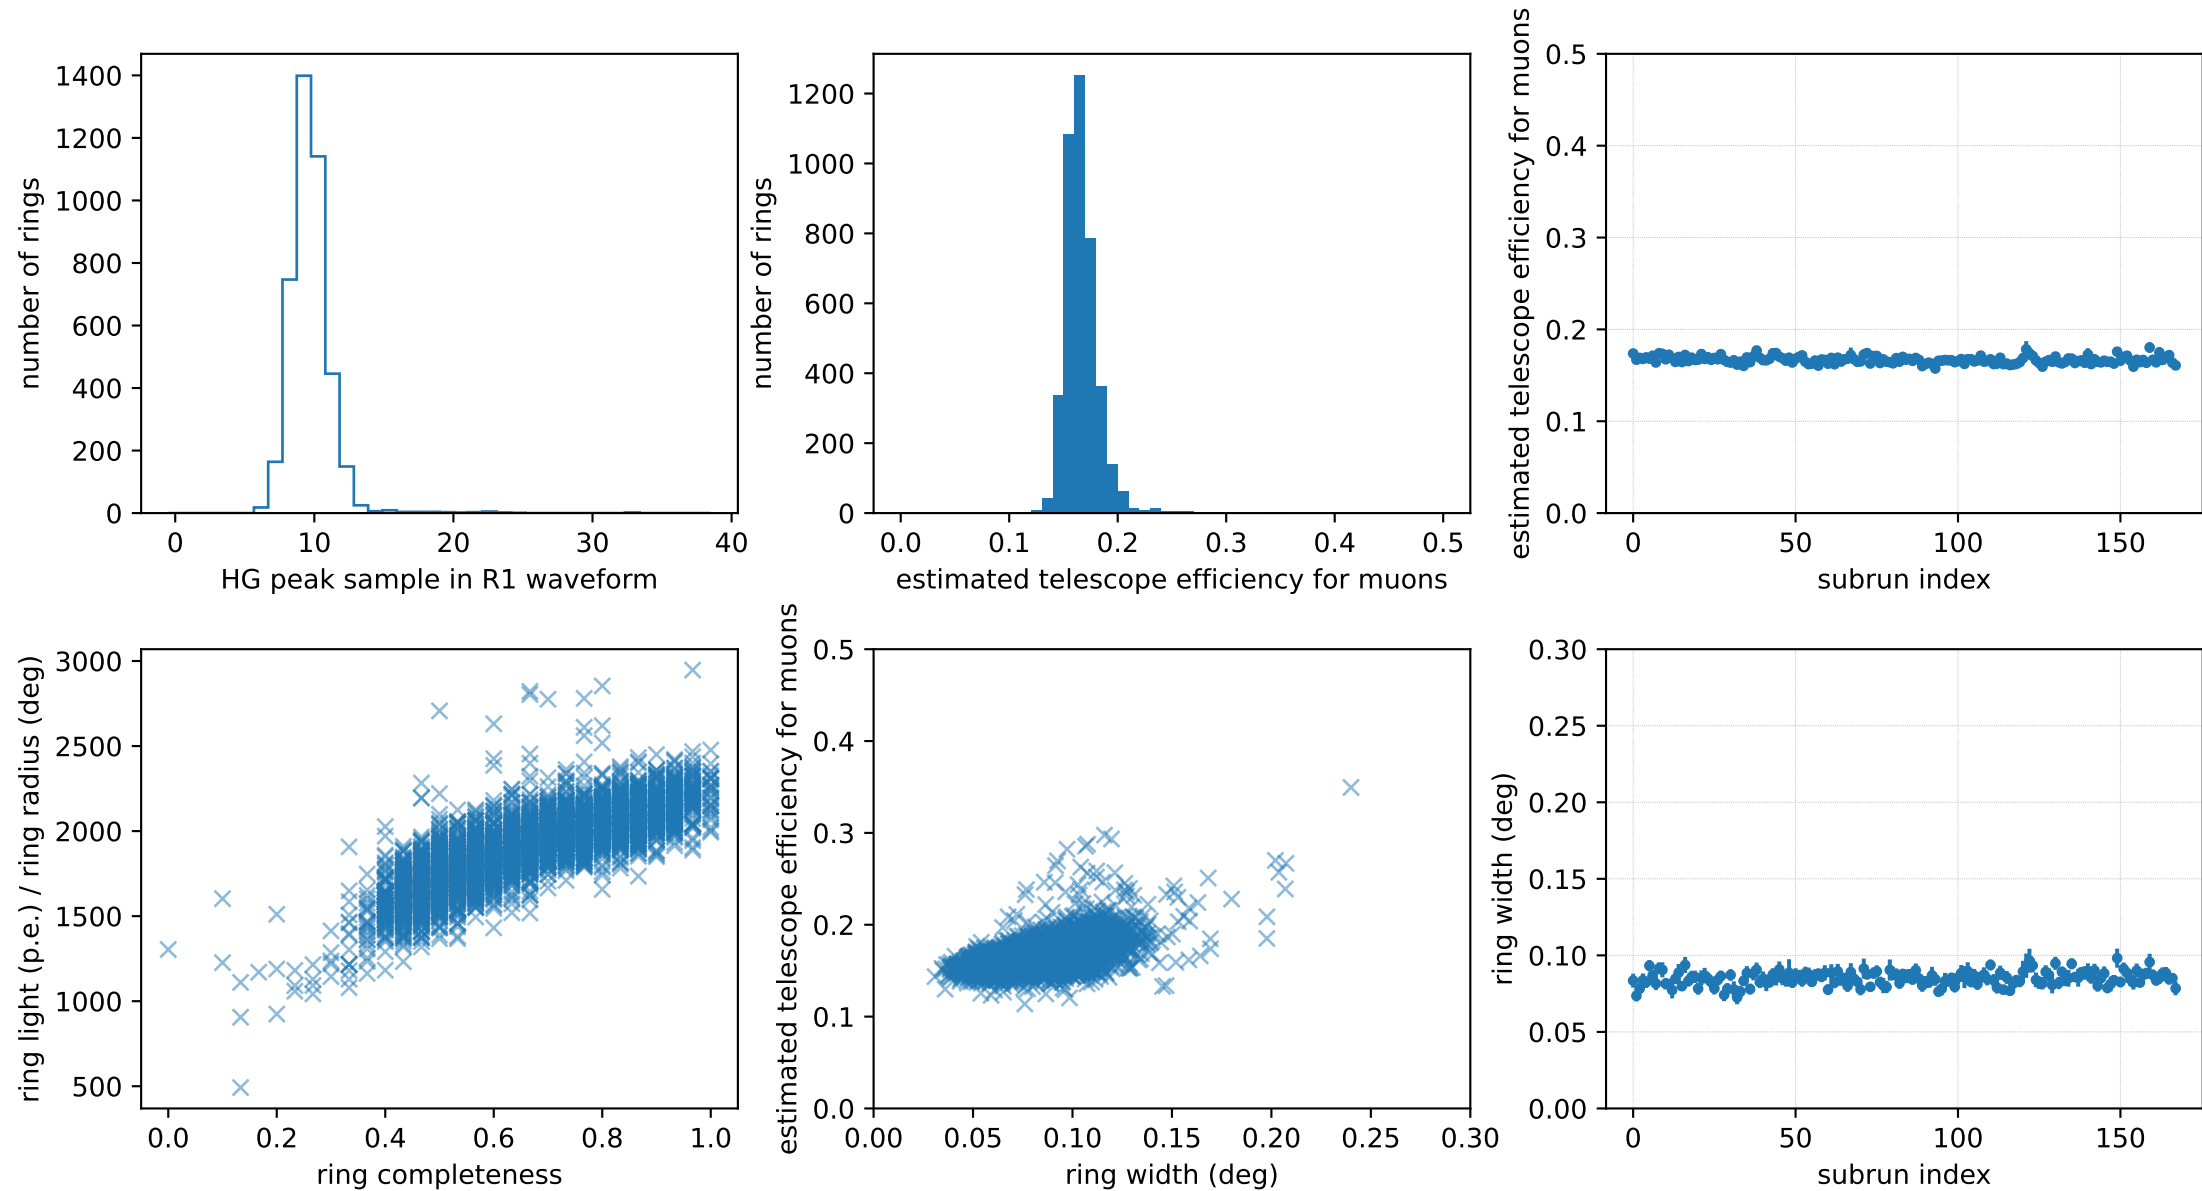 number of rings
1400
1200
1000
800
600
400
200
0
0 10 20 30 40
HG peak sample in R1 waveform
number of rings
1200
1000
800
600
400
200
0
0.0 0.1 0.2 0.3 0.4 0.5
estimated telescope efficiency for muons
estimated telescope efficiency for muons
0.5
0.4
0.3
0.2
0.1
0.0
0 50 100 150
subrun index
ring light (p.e.) / ring radius (deg)
3000
2500
2000
1500
1000
500
0.0 0.2 0.4 0.6 0.8 1.0
ring completeness
estimated telescope efficiency for muons
0.5
0.4
0.3
0.2
0.1
0.0
0.00 0.05 0.10 0.15 0.20 0.25 0.30
ring width (deg)
ring width (deg)
0.30
0.25
0.20
0.15
0.10
0.05
0.00
0 50 100 150
subrun index